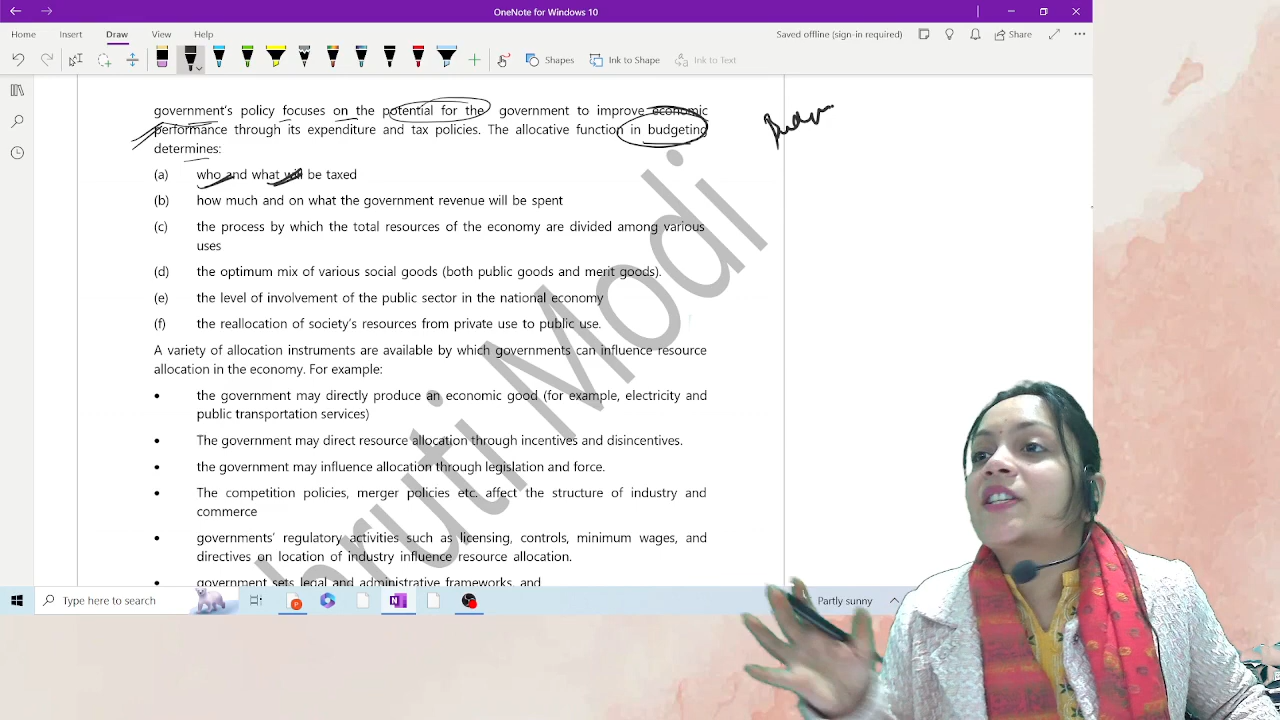 OneNote for Windows 10
Home Insert Draw View Help Saved offline (sign-in required) Share
Shapes Ink to Shape Ink to Text
government's policy focuses on the potential for the government to improve economic
performance through its expenditure and tax policies. The allocative function in budgeting
determines:
(a) who and what will be taxed
(b) how much and on what the government revenue will be spent
(c) the process by which the total resources of the economy are divided among various
uses
(d) the optimum mix of various social goods (both public goods and merit goods).
(e) the level of involvement of the public sector in the national economy
(f) the reallocation of society's resources from private use to public use.
A variety of allocation instruments are available by which governments can influence resource
allocation in the economy. For example:
• the government may directly produce an economic good (for example, electricity and
public transportation services)
• The government may direct resource allocation through incentives and disincentives.
• the government may influence allocation through legislation and force.
• The competition policies, merger policies etc. affect the structure of industry and
commerce
• governments' regulatory activities such as licensing, controls, minimum wages, and
directives on location of industry influence resource allocation.
• government sets legal and administrative frameworks, and
hruti Modi
Type here to search Partly sunny